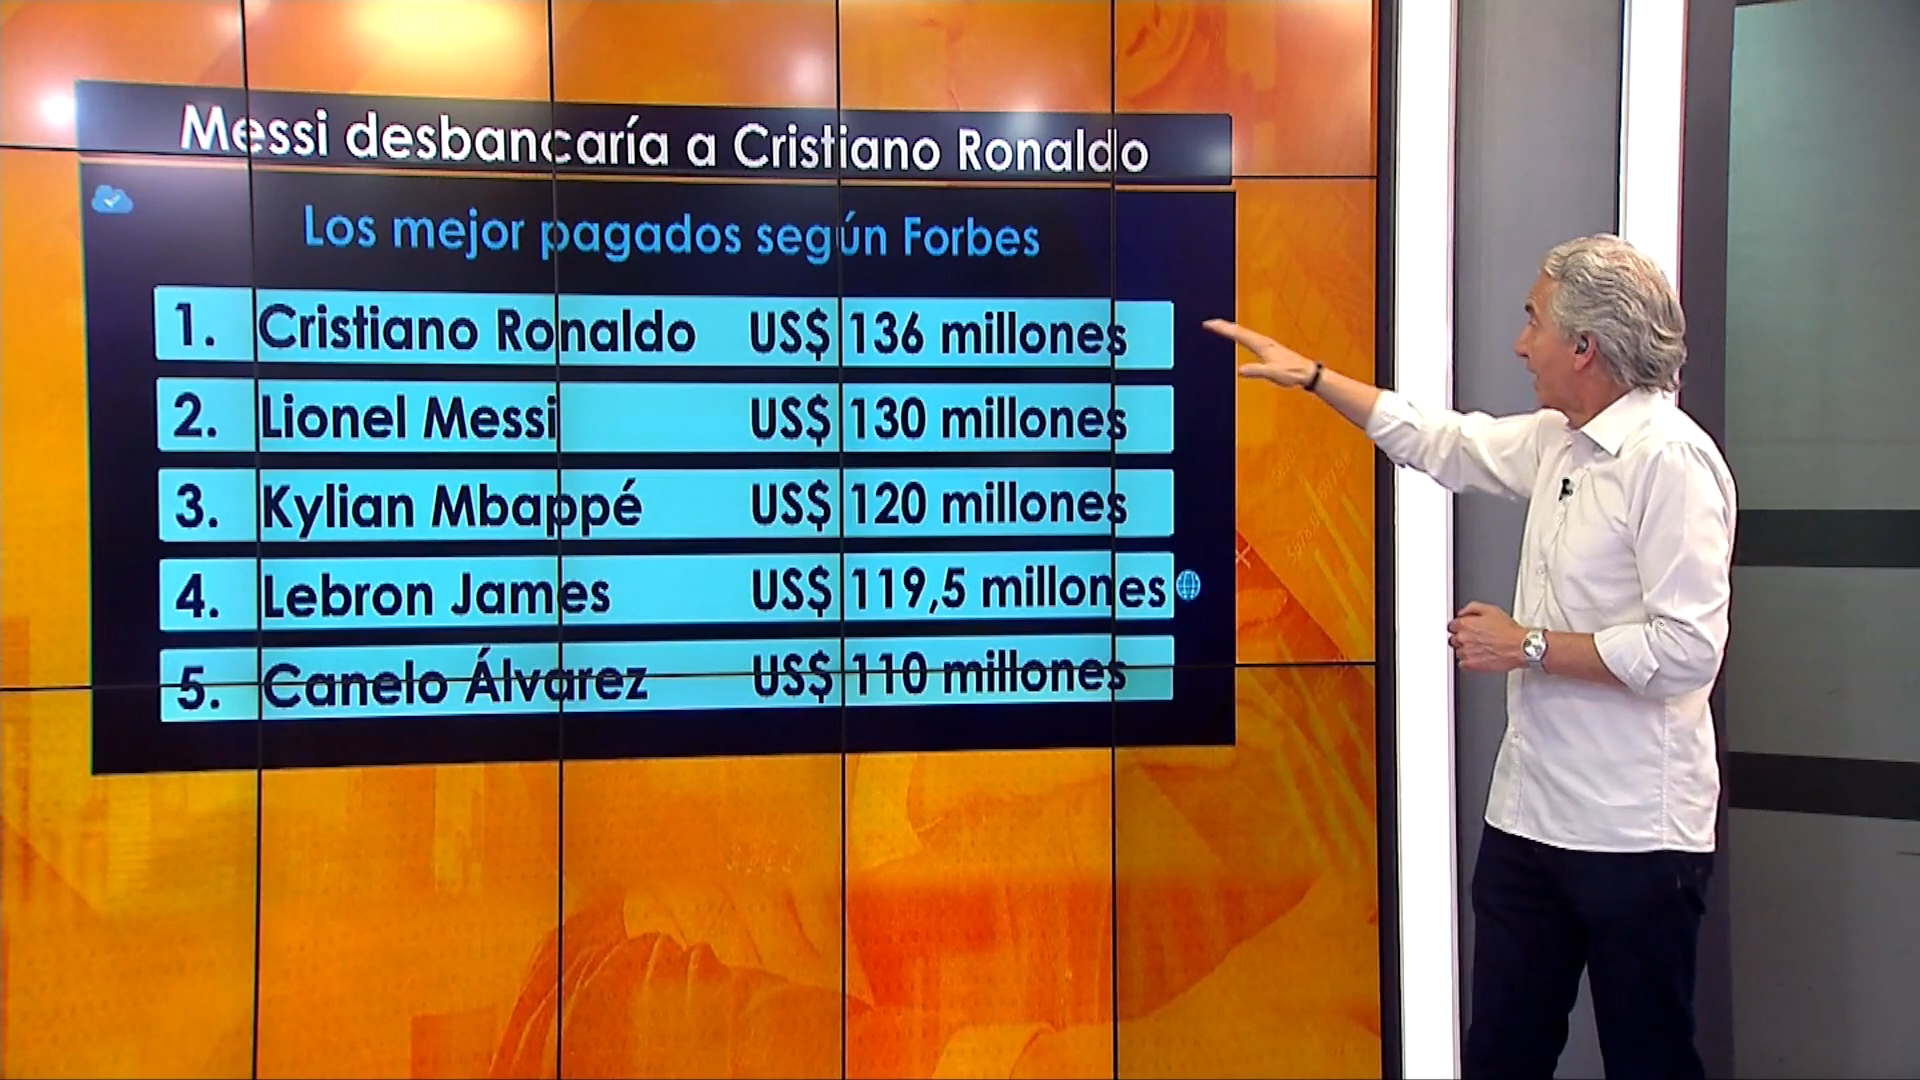 Messi desbancaría a Cristiano Ronaldo
Los mejor pagados según Forbes
1. Cristiano Ronaldo US$ 136 millones
2. Lionel Messi US$ 130 millones
3. Kylian Mbappé US$ 120 millones
4. Lebron James US$ 119,5 millones
5. Canelo Álvarez US$ 110 millones